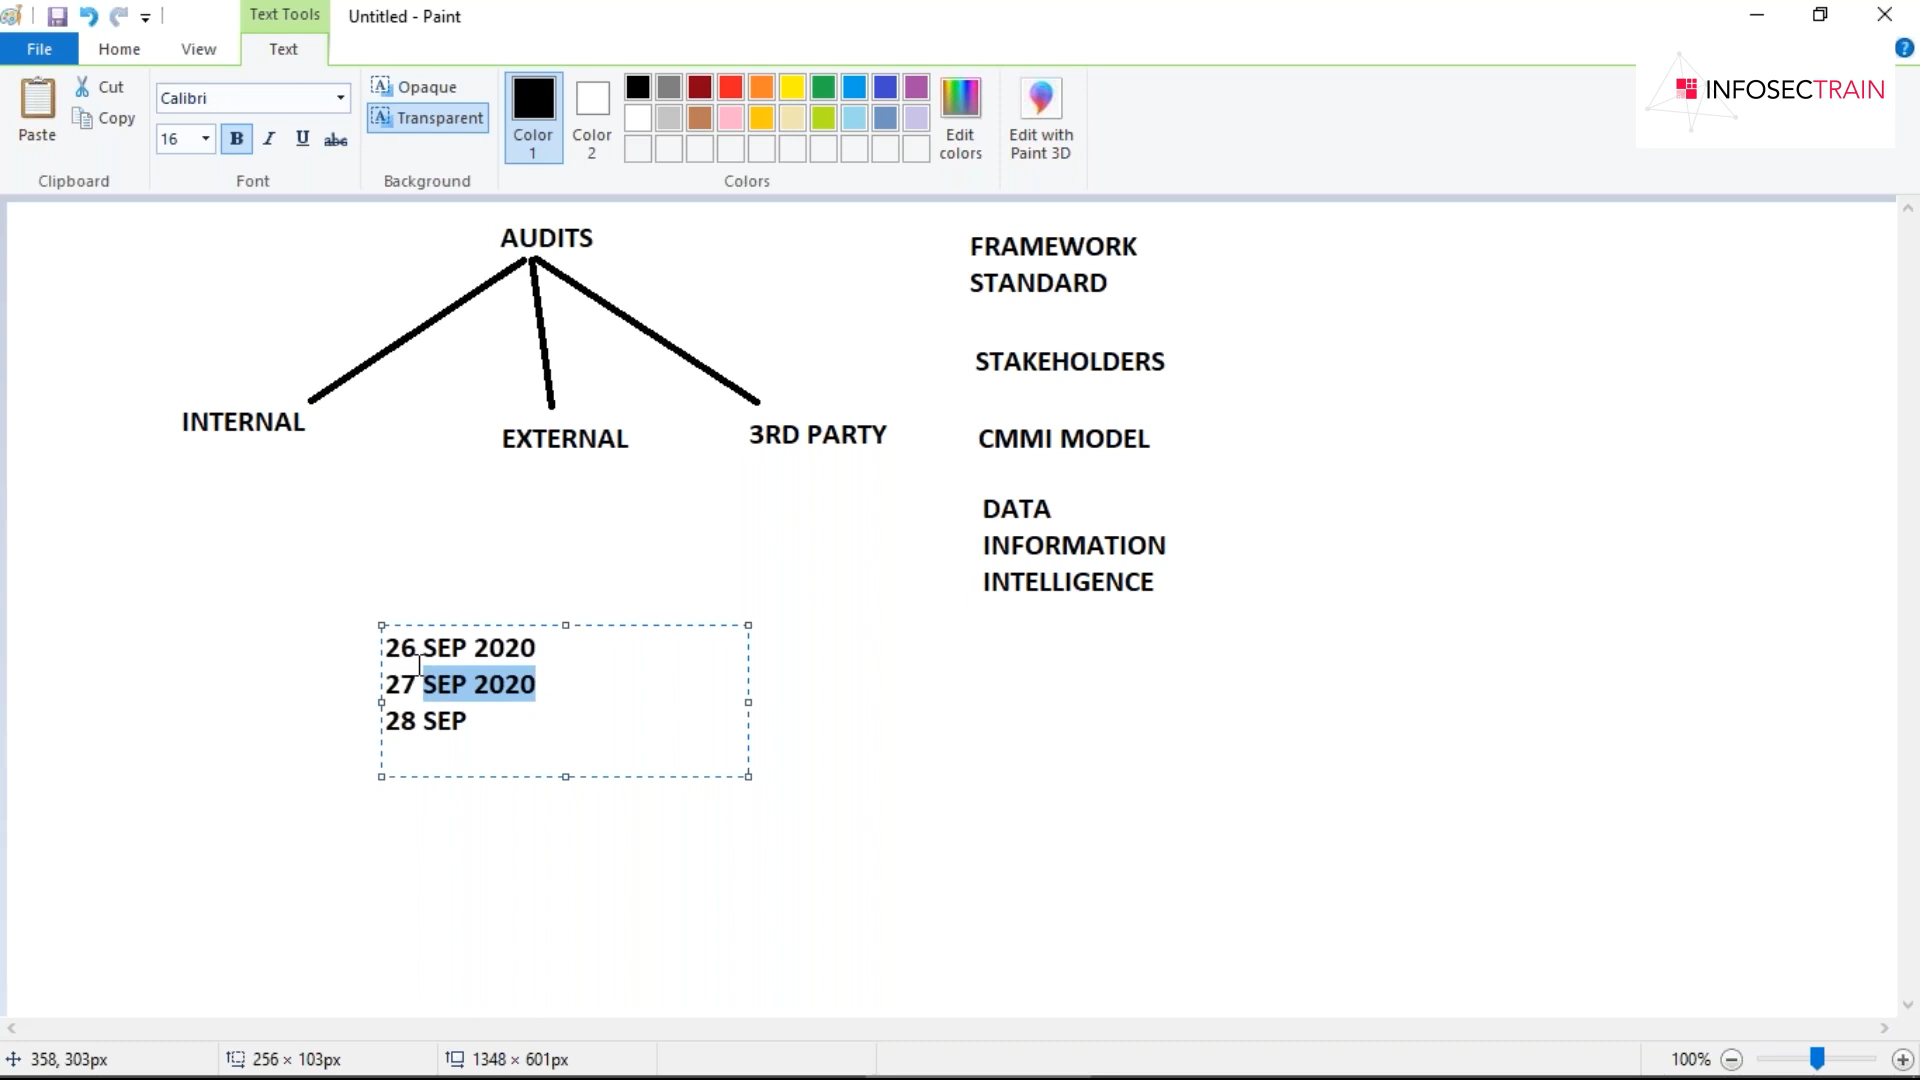 Text Tools
Untitled - Paint
File
Home
View
Text
Paste
Cut
Copy
Clipboard
Calibri
16
B
I
U
abc
Font
Opaque
Transparent
Background
Color
1
Color
2
Colors
Edit
colors
Edit with
Paint 3D
INFOSECTRAIN
AUDITS
INTERNAL
EXTERNAL
3RD PARTY
FRAMEWORK
STANDARD
STAKEHOLDERS
CMMI MODEL
DATA
INFORMATION
INTELLIGENCE
26 SEP 2020
27 SEP 2020
28 SEP
358, 303px
256 × 103px
1348 × 601px
100%